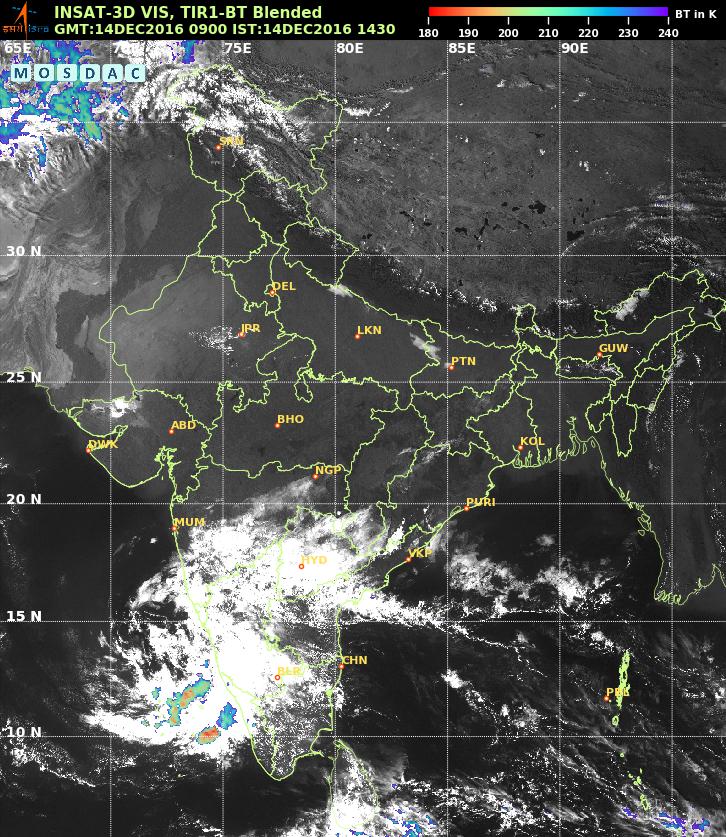 INSAT-3D VIS, TIR1-BT Blended
GMT:14DEC2016 0900 IST:14DEC2016 1430
BT in K
180 190 200 210 220 230 240
65E 70E 75E 80E 85E 90E
MOSDAC
SRN
30 N
DEL
JPR
LKN
GUW
PTN
25 N
ABD
BHO
DWK
KOL
NGP
20 N
PURI
MUM
VKP
HYD
15 N
CHN
BLR
PBL
10 N